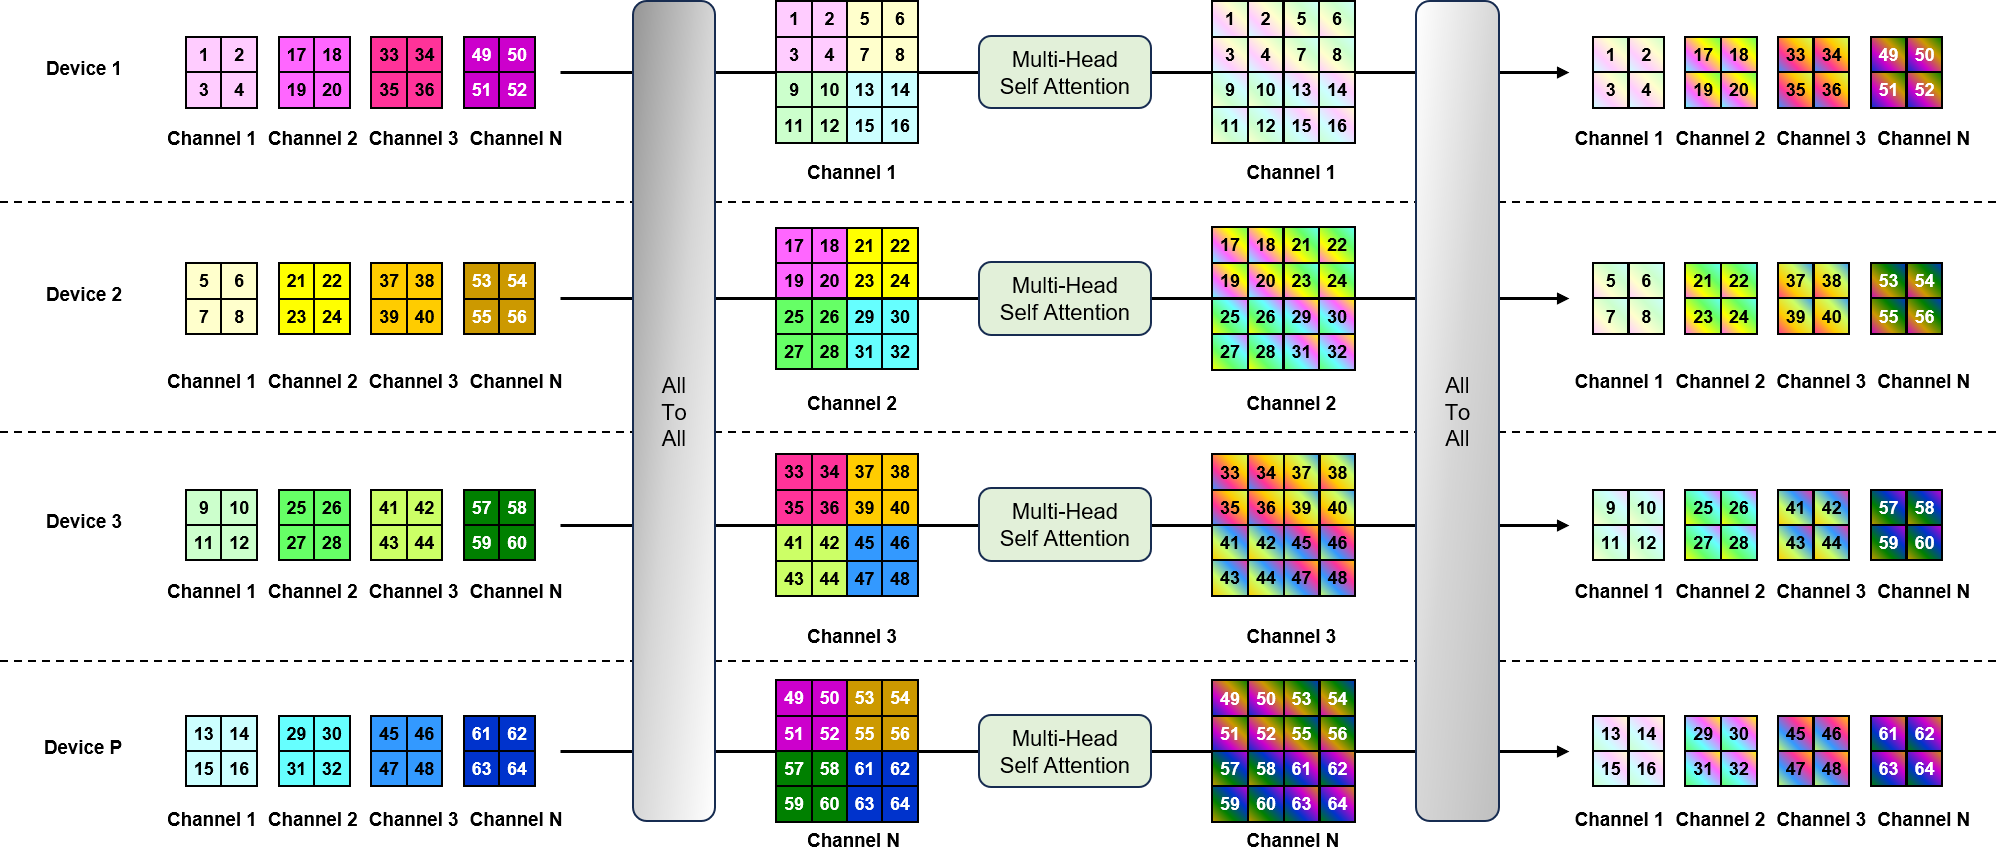 1 2 5 6
1 2 5 6
Device 1
1 2 17 18 33 34 49 50
3 4 7 8
Multi-Head
Self Attention
3 4 7 8
1 2 17 18 33 34 49 50
3 4 19 20 35 36 51 52
9 10 13 14
9 10 13 14
3 4 19 20 35 36 51 52
11 12 15 16
11 12 15 16
Channel 1 Channel 2 Channel 3 Channel N
Channel 1
Channel 1
Channel 1 Channel 2 Channel 3 Channel N
17 18 21 22
17 18 21 22
Device 2
5 6 21 22 37 38 53 54
19 20 23 24
Multi-Head
Self Attention
19 20 23 24
5 6 21 22 37 38 53 54
7 8 23 24 39 40 55 56
25 26 29 30
25 26 29 30
7 8 23 24 39 40 55 56
27 28 31 32
27 28 31 32
Channel 1 Channel 2 Channel 3 Channel N
Channel 2
Channel 2
Channel 1 Channel 2 Channel 3 Channel N
All
To
All
All
To
All
33 34 37 38
33 34 37 38
Device 3
9 10 25 26 41 42 57 58
35 36 39 40
Multi-Head
Self Attention
35 36 39 40
9 10 25 26 41 42 57 58
11 12 27 28 43 44 59 60
41 42 45 46
41 42 45 46
11 12 27 28 43 44 59 60
43 44 47 48
43 44 47 48
Channel 1 Channel 2 Channel 3 Channel N
Channel 3
Channel 3
Channel 1 Channel 2 Channel 3 Channel N
49 50 53 54
49 50 53 54
Device P
13 14 29 30 45 46 61 62
51 52 55 56
Multi-Head
Self Attention
51 52 55 56
13 14 29 30 45 46 61 62
15 16 31 32 47 48 63 64
57 58 61 62
57 58 61 62
15 16 31 32 47 48 63 64
59 60 63 64
59 60 63 64
Channel 1 Channel 2 Channel 3 Channel N
Channel N
Channel N
Channel 1 Channel 2 Channel 3 Channel N